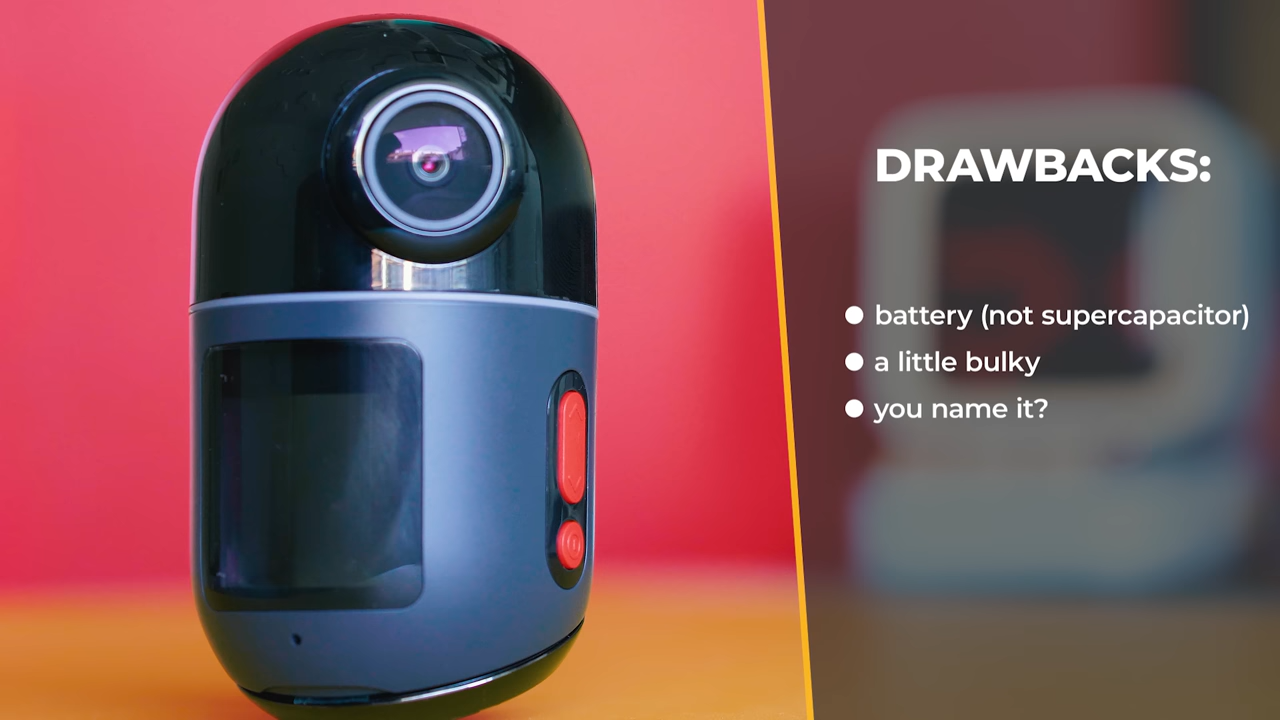 DRAWBACKS:
● battery (not supercapacitor)
● a little bulky
● you name it?